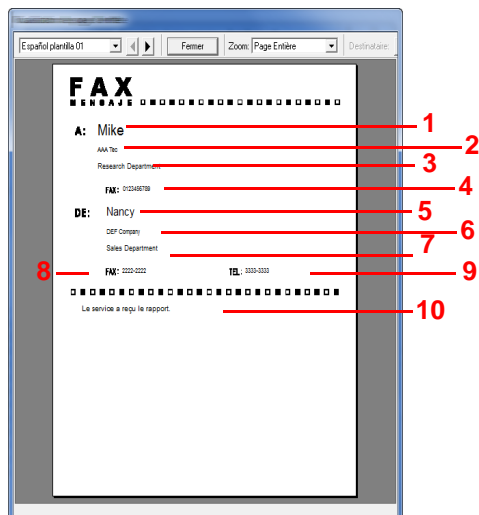 Español plantilla 01 Fermer Zoom: Page Entière Destinataire:
FAX
MENSAJE
A: Mike 1
AAA Tec 2
Research Department 3
FAX: 0123456789 4
DE: Nancy 5
DEF Company 6
Sales Department 7
8 FAX: 2222-2222 TEL: 3333-3333 9
Le service a reçu le rapport. 10